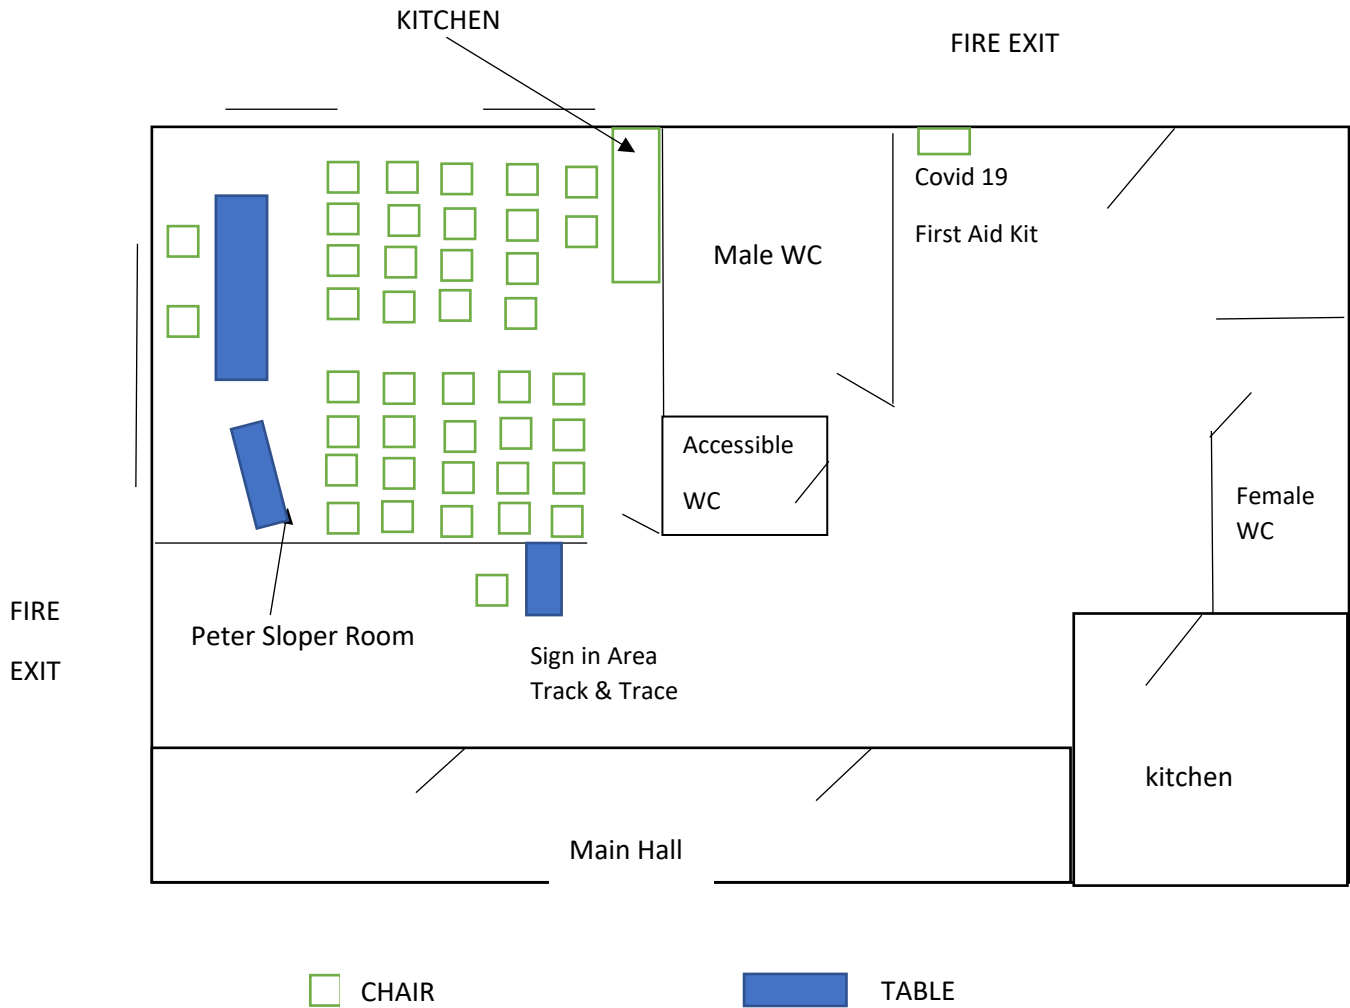 KITCHEN
FIRE EXIT
Covid 19
First Aid Kit
Male WC
Accessible
WC
Female
WC
FIRE
EXIT
Peter Sloper Room
Sign in Area
Track & Trace
kitchen
Main Hall
CHAIR
TABLE